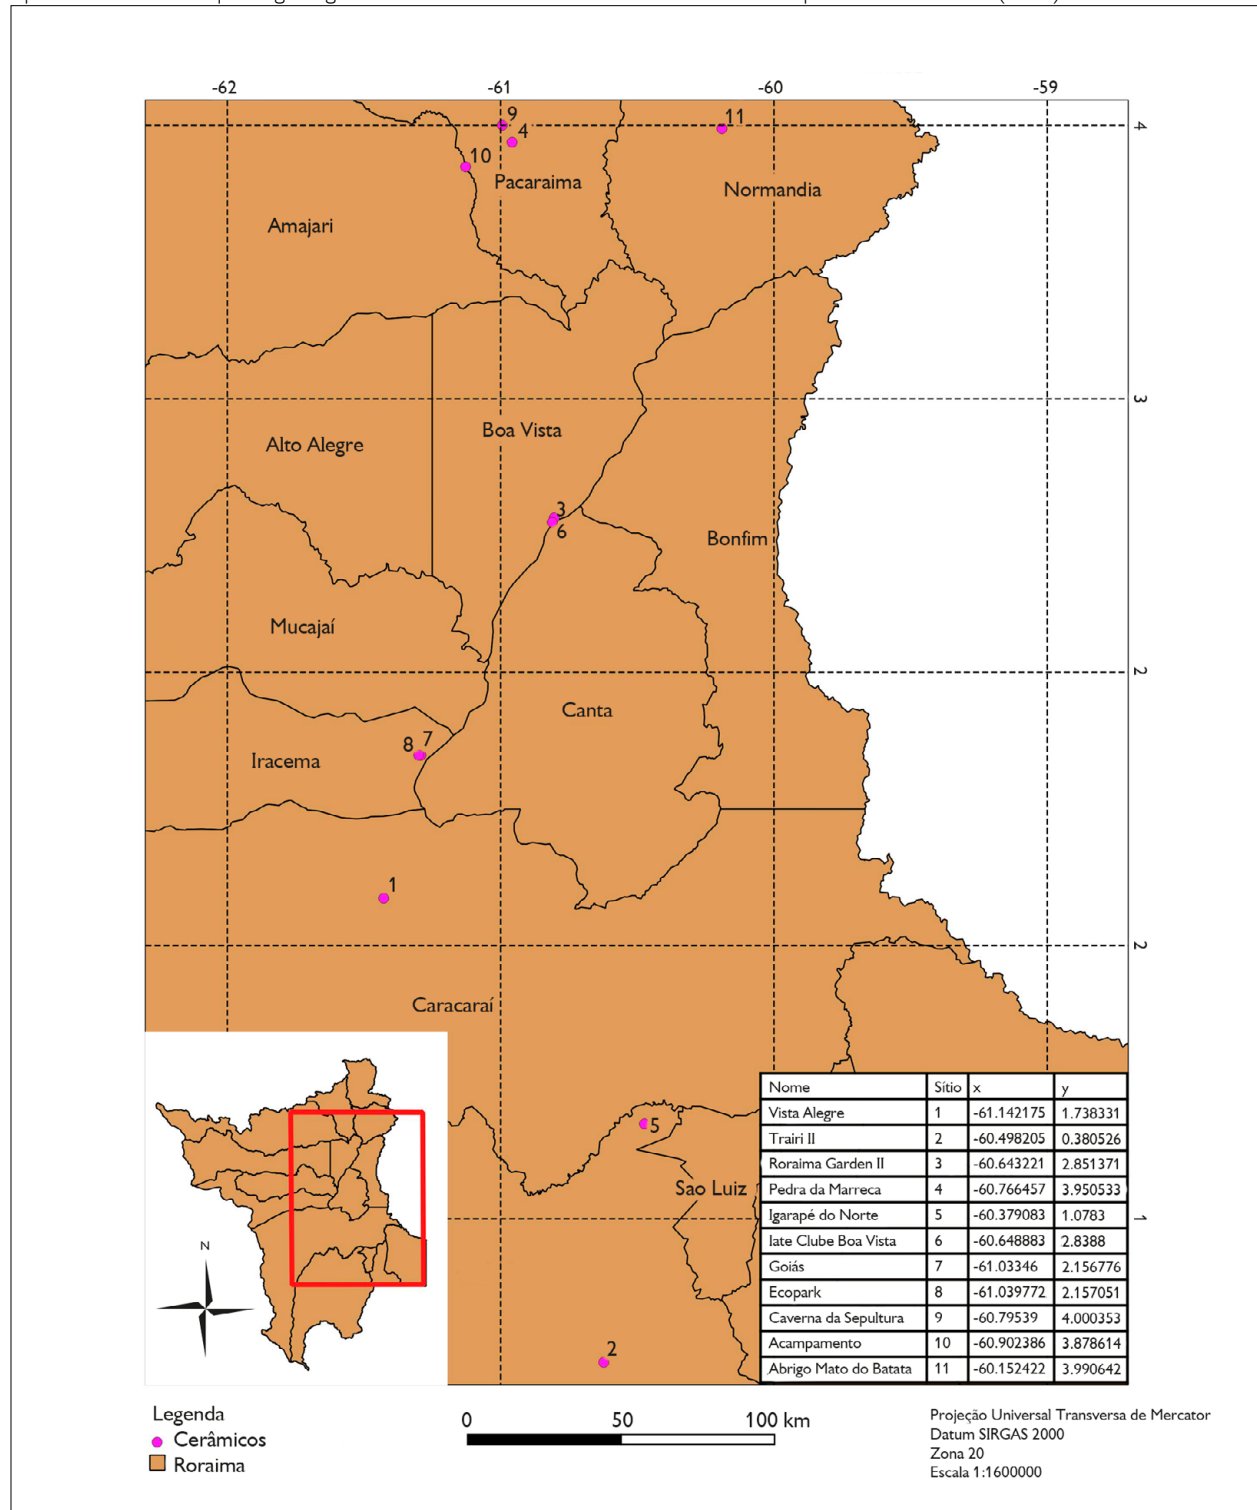 -62 -61 -60 -59
9
4
11
4
10
Pacaraima
Normandia
Amajari
3
Boa Vista
Alto Alegre
3
6
Bonfim
Mucajaí
2
Canta
8 7
Iracema
1
2
Caracaraí
5
Sao Luiz
1
2
N
Nome Sítio x y
Vista Alegre 1 -61.142175 1.738331
Trairi II 2 -60.498205 0.380526
Roraima Garden II 3 -60.643221 2.851371
Pedra da Marreca 4 -60.766457 3.950533
Igarapé do Norte 5 -60.379083 1.0783
Iate Clube Boa Vista 6 -60.648883 2.8388
Goiás 7 -61.03346 2.156776
Ecopark 8 -61.039772 2.157051
Caverna da Sepultura 9 -60.79539 4.000353
Acampamento 10 -60.902386 3.878614
Abrigo Mato do Batata 11 -60.152422 3.990642
Legenda
Cerâmicos
Roraima
0 50 100 km
Projeção Universal Transversa de Mercator
Datum SIRGAS 2000
Zona 20
Escala 1:1600000